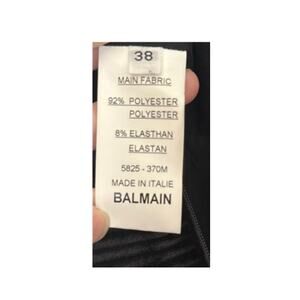 38
MAIN FABRIC
92% POLYESTER
POLYESTER
8% ELASTHAN
ELASTAN
5825 - 370M
MADE IN ITALIE
BALMAIN